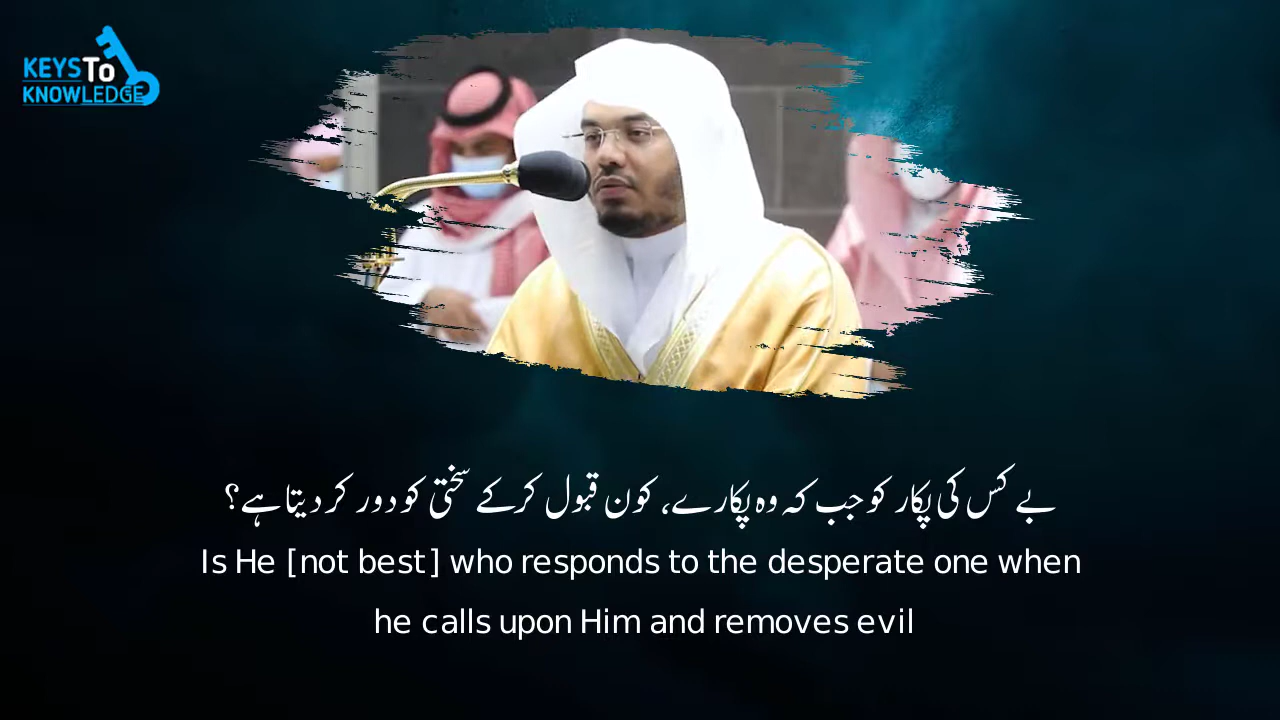 KEYS To
KNOWLEDGE
بے کس کی پکار کو جب کہ وہ پکارے، کون قبول کرکے سختی کو دور کر دیتا ہے؟
Is He [not best] who responds to the desperate one when
he calls upon Him and removes evil